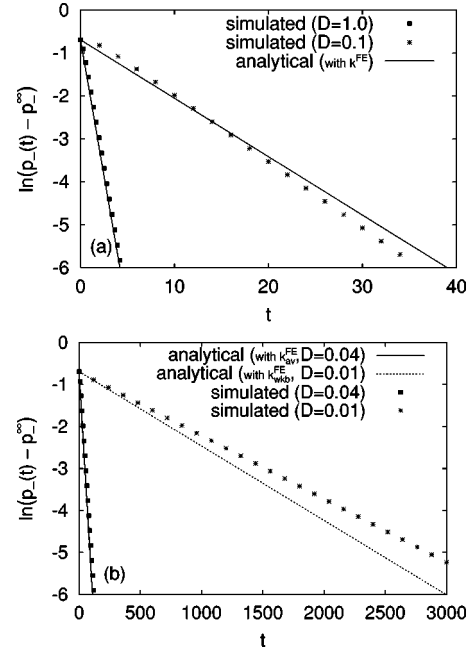 simulated (D=1.0)
simulated (D=0.1)
analytical (with k^FE)
ln(p_(t) − p_^∞)
0
-1
-2
-3
-4
-5
-6
(a)
0 10 20 30 40
t
analytical (with k_av^FE, D=0.04)
analytical (with k_wkb^FE, D=0.01)
simulated (D=0.04)
simulated (D=0.01)
ln(p_(t) − p_^∞)
0
-1
-2
-3
-4
-5
-6
(b)
0 500 1000 1500 2000 2500 3000
t